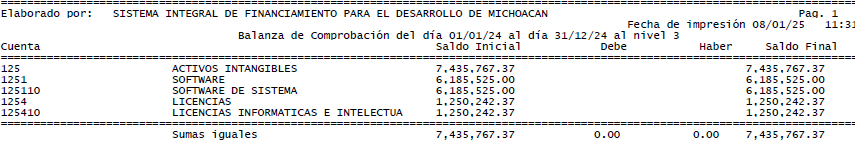 Elaborado por: SISTEMA INTEGRAL DE FINANCIAMIENTO PARA EL DESARROLLO DE MICHOACAN Pag. 1
Fecha de impresión 08/01/25 11:31
Balanza de Comprobación del día 01/01/24 al día 31/12/24 al nivel 3
Cuenta Saldo Inicial Debe Haber Saldo Final
125 ACTIVOS INTANGIBLES 7,435,767.37 7,435,767.37
1251 SOFTWARE 6,185,525.00 6,185,525.00
125110 SOFTWARE DE SISTEMA 6,185,525.00 6,185,525.00
1254 LICENCIAS 1,250,242.37 1,250,242.37
125410 LICENCIAS INFORMATICAS E INTELECTUA 1,250,242.37 1,250,242.37
Sumas iguales 7,435,767.37 0.00 0.00 7,435,767.37